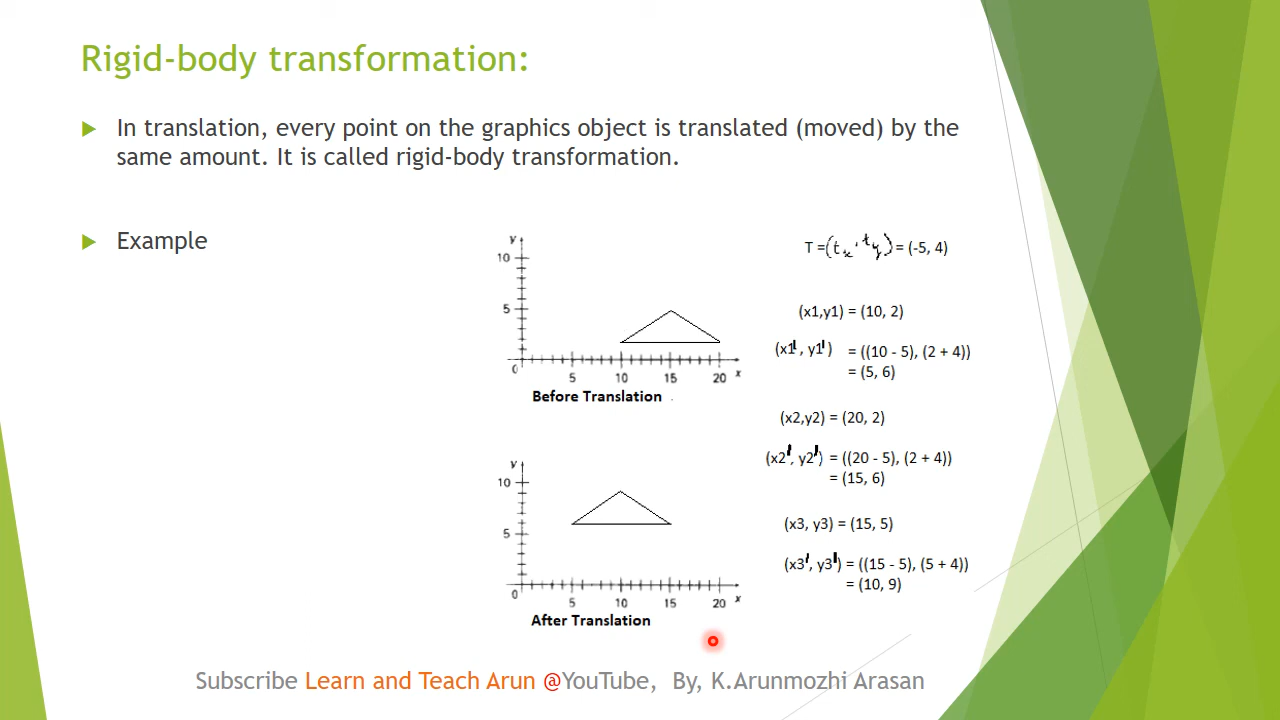 Rigid-body transformation:
In translation, every point on the graphics object is translated (moved) by the
same amount. It is called rigid-body transformation.
Example
y
10
5
0
5 10 15 20 x
Before Translation
y
10
5
0
5 10 15 20 x
After Translation
T =(tx, ty) = (-5, 4)
(x1,y1) = (10, 2)
(x1', y1') = ((10 - 5), (2 + 4))
= (5, 6)
(x2,y2) = (20, 2)
(x2', y2') = ((20 - 5), (2 + 4))
= (15, 6)
(x3, y3) = (15, 5)
(x3', y3') = ((15 - 5), (5 + 4))
= (10, 9)
Subscribe Learn and Teach Arun @YouTube, By, K.Arunmozhi Arasan